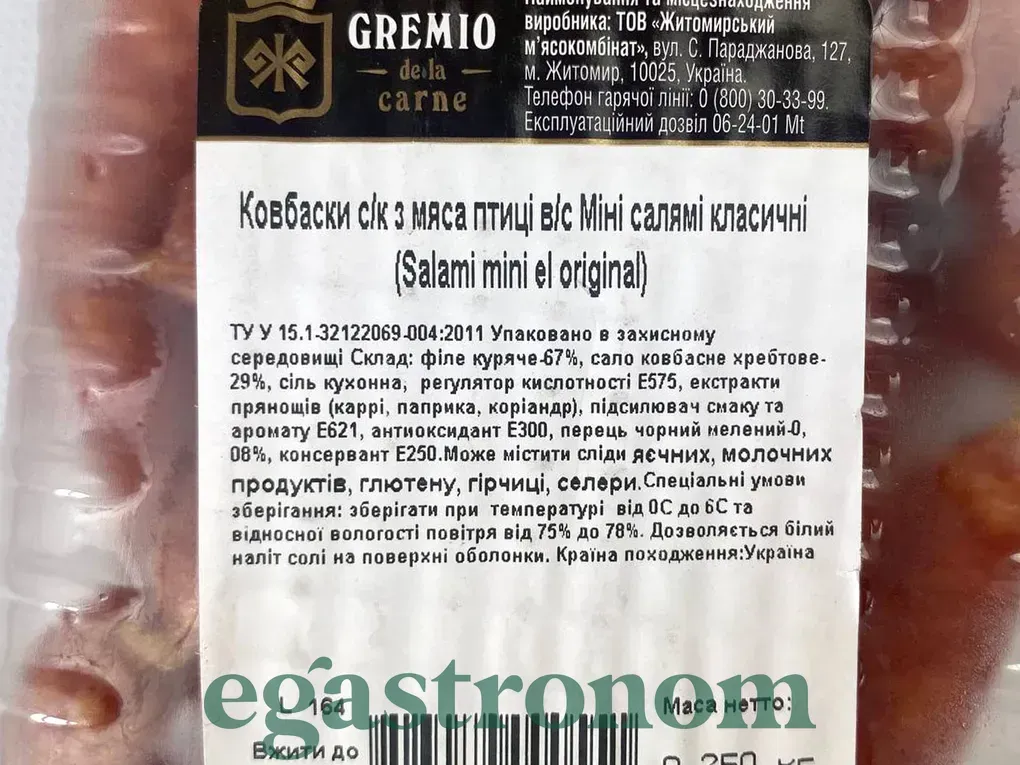 GREMIO
de la
carne
Найменування та місцезнаходження
виробника: ТОВ «Житомирський
м'ясокомбінат», вул. С. Параджанова, 127,
м. Житомир, 10025, Україна.
Телефон гарячої лінії: 0 (800) 30-33-99.
Експлуатаційний дозвіл 06-24-01 Mt
Ковбаски с/к з мяса птиці в/с Міні салямі класичні
(Salami mini el original)
ТУ У 15.1-32122069-004:2011 Упаковано в захисному
середовищі Склад: філе куряче-67%, сало ковбасне хребтове-
29%, сіль кухонна, регулятор кислотності Е575, екстракти
прянощів (каррі, паприка, коріандр), підсилювач смаку та
аромату Е621, антиоксидант Е300, перець чорний мелений-0,
08%, консервант Е250.Може містити сліди яєчних, молочних
продуктів, глютену, гірчиці, селери.Спеціальні умови
зберігання: зберігати при температурі від 0С до 6С та
відносної вологості повітря від 75% до 78%. Дозволяється білий
наліт солі на поверхні оболонки. Країна походження:Україна
egastronom
L 164
Маса нетто:
Вжити до
0,250 кг